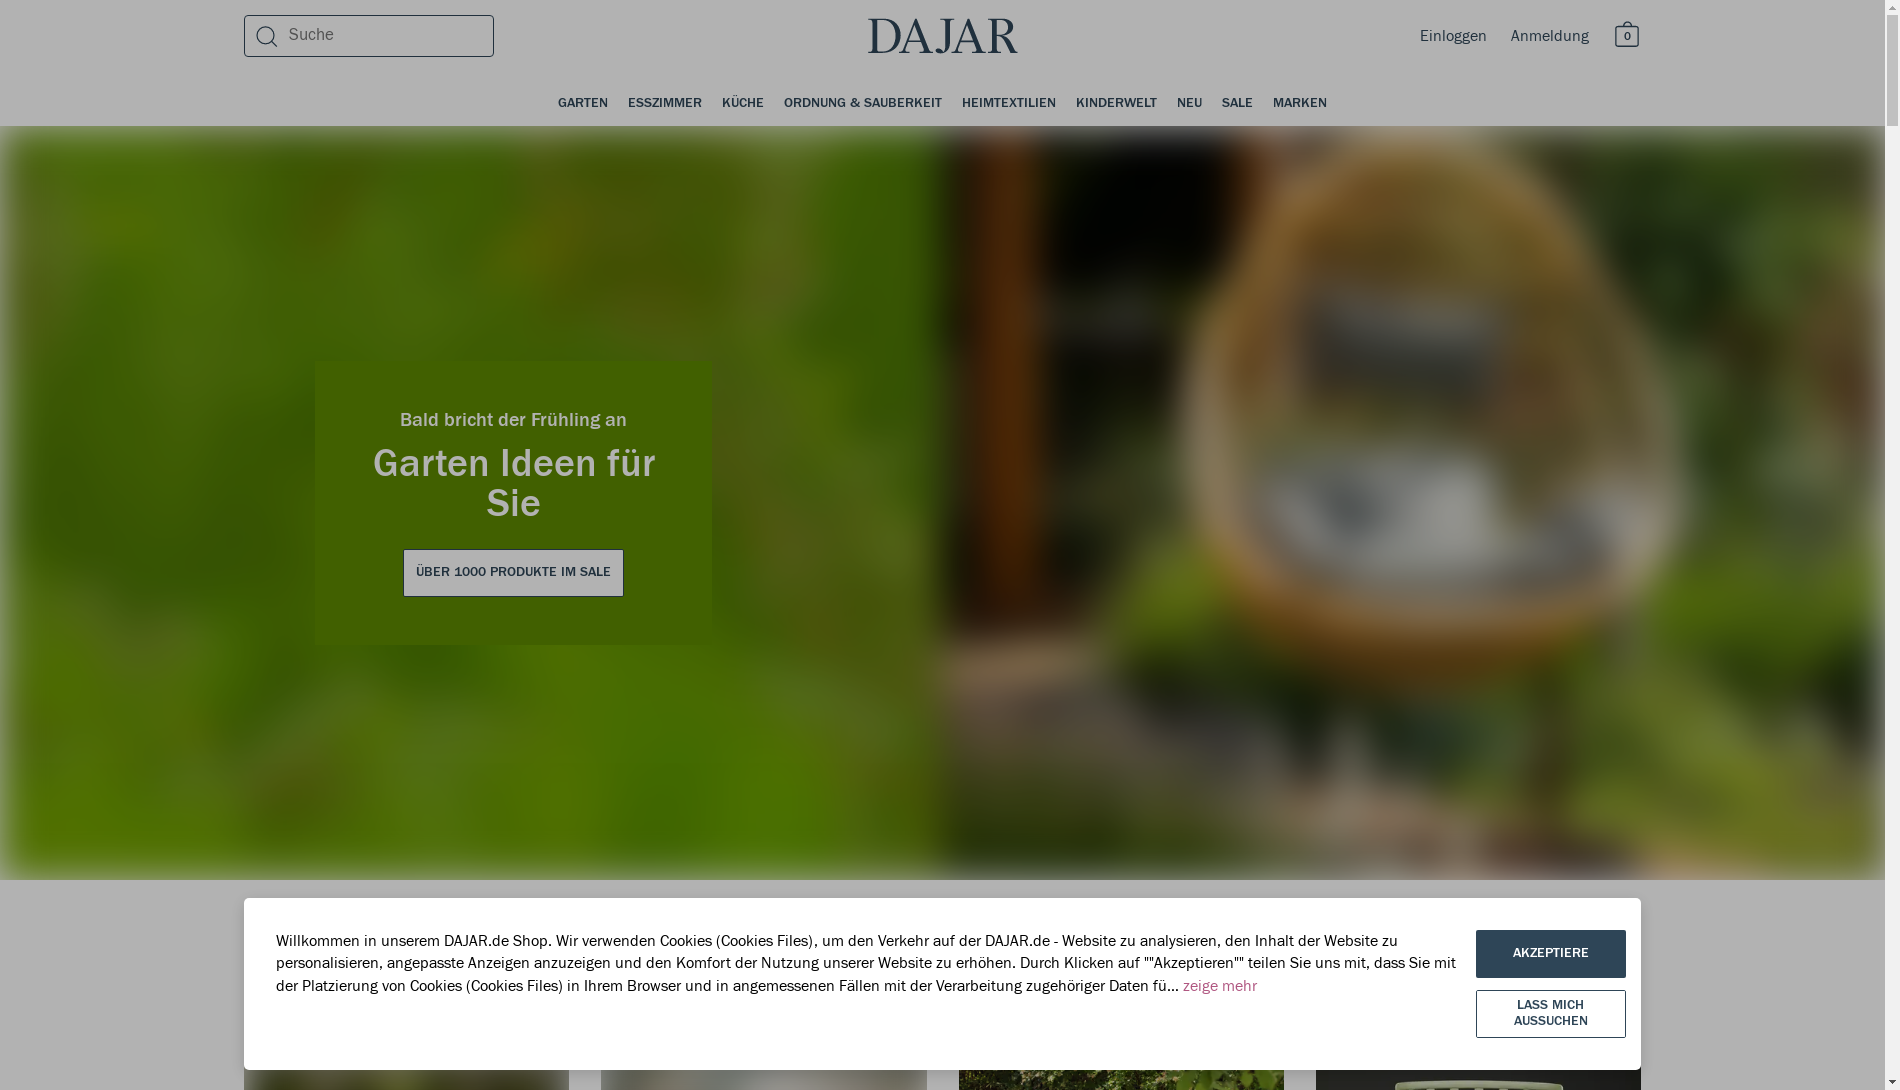 Suche
DAJAR
Einloggen
Anmeldung
0
GARTEN ESSZIMMER KÜCHE ORDNUNG & SAUBERKEIT HEIMTEXTILIEN KINDERWELT NEU SALE MARKEN
Bald bricht der Frühling an
Garten Ideen für
Sie
ÜBER 1000 PRODUKTE IM SALE
Willkommen in unserem DAJAR.de Shop. Wir verwenden Cookies (Cookies Files), um den Verkehr auf der DAJAR.de - Website zu analysieren, den Inhalt der Website zu
personalisieren, angepasste Anzeigen anzuzeigen und den Komfort der Nutzung unserer Website zu erhöhen. Durch Klicken auf ""Akzeptieren"" teilen Sie uns mit, dass Sie mit
der Platzierung von Cookies (Cookies Files) in Ihrem Browser und in angemessenen Fällen mit der Verarbeitung zugehöriger Daten fü... zeige mehr
AKZEPTIERE
LASS MICH
AUSSUCHEN